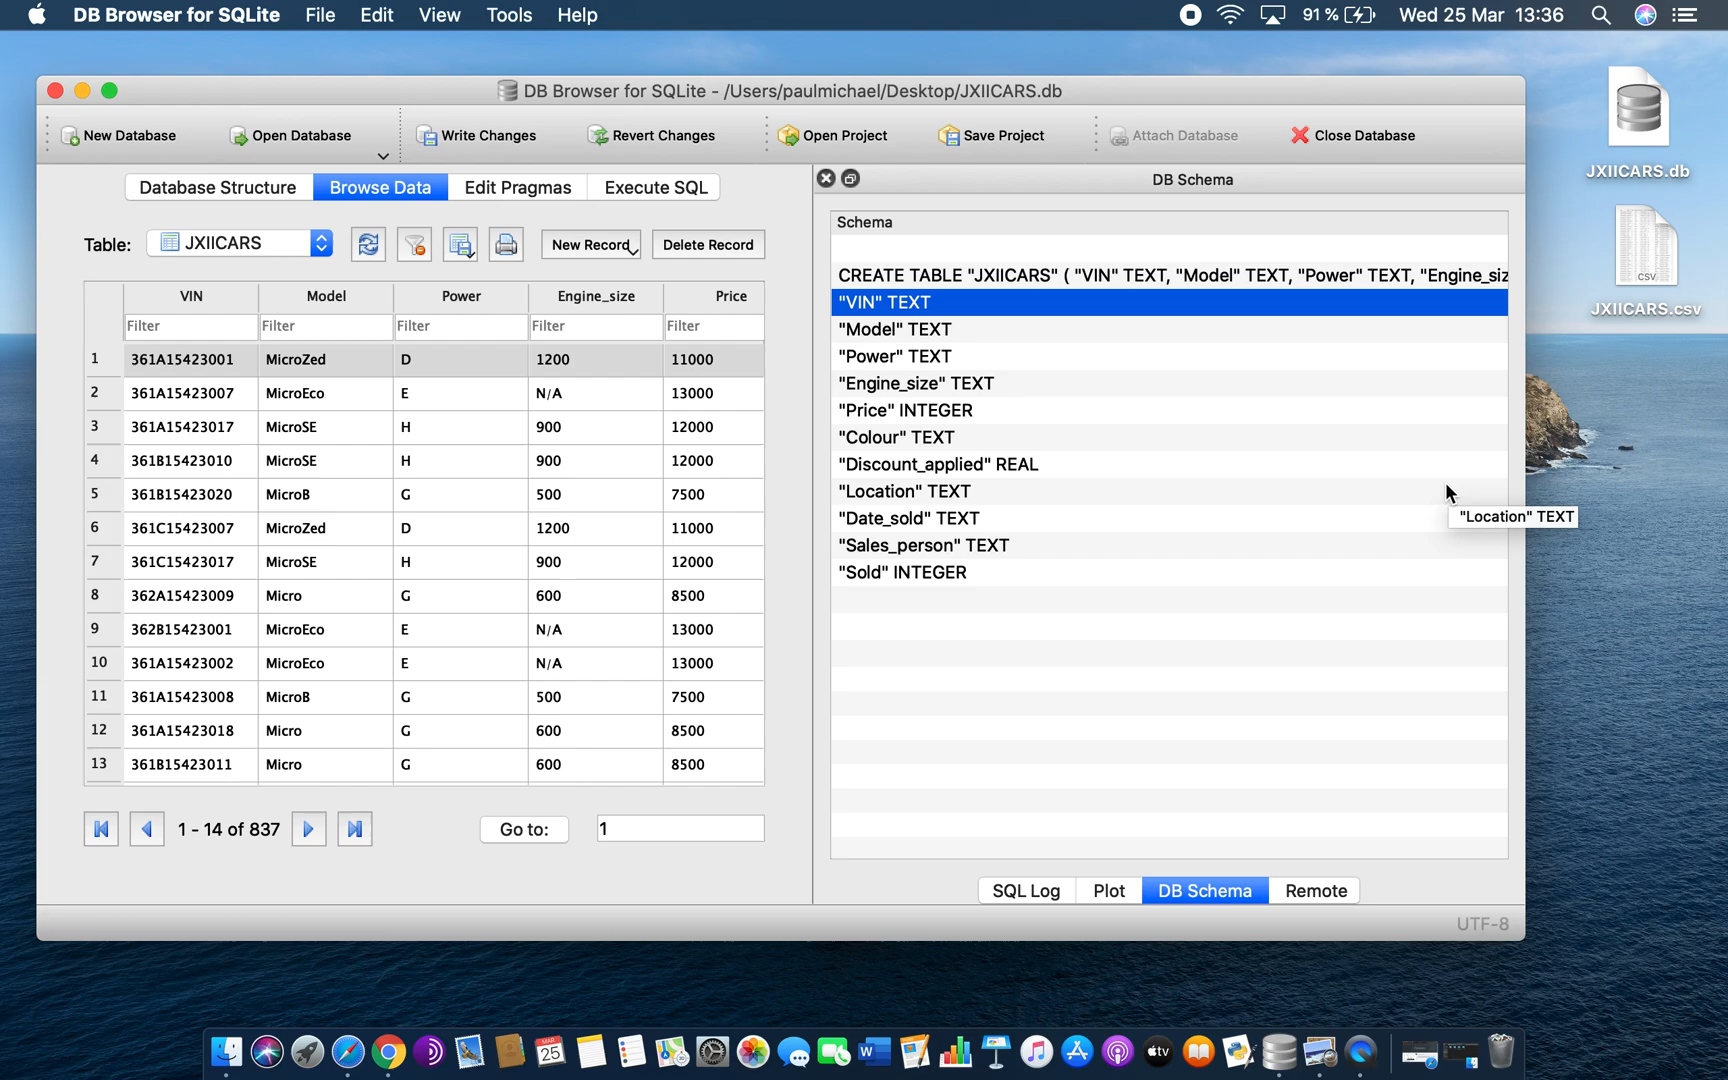 DB Browser for SQLite File Edit View Tools Help 91% Wed 25 Mar 13:36
DB Browser for SQLite - /Users/paulmichael/Desktop/JXIICARS.db
New Database Open Database Write Changes Revert Changes Open Project Save Project Attach Database Close Database
JXIICARS.db
CSV
JXIICARS.csv
Database Structure Browse Data Edit Pragmas Execute SQL
Table: JXIICARS New Record Delete Record
VIN Model Power Engine_size Price
Filter Filter Filter Filter Filter
1 361A15423001 MicroZed D 1200 11000
2 361A15423007 MicroEco E N/A 13000
3 361A15423017 MicroSE H 900 12000
4 361B15423010 MicroSE H 900 12000
5 361B15423020 MicroB G 500 7500
6 361C15423007 MicroZed D 1200 11000
7 361C15423017 MicroSE H 900 12000
8 362A15423009 Micro G 600 8500
9 362B15423001 MicroEco E N/A 13000
10 361A15423002 MicroEco E N/A 13000
11 361A15423008 MicroB G 500 7500
12 361A15423018 Micro G 600 8500
13 361B15423011 Micro G 600 8500
1 - 14 of 837 Go to: 1
DB Schema
Schema
CREATE TABLE "JXIICARS" ( "VIN" TEXT, "Model" TEXT, "Power" TEXT, "Engine_siz
"VIN" TEXT
"Model" TEXT
"Power" TEXT
"Engine_size" TEXT
"Price" INTEGER
"Colour" TEXT
"Discount_applied" REAL
"Location" TEXT
"Location" TEXT
"Date_sold" TEXT
"Sales_person" TEXT
"Sold" INTEGER
SQL Log Plot DB Schema Remote
UTF-8
MAR
25
W
tv